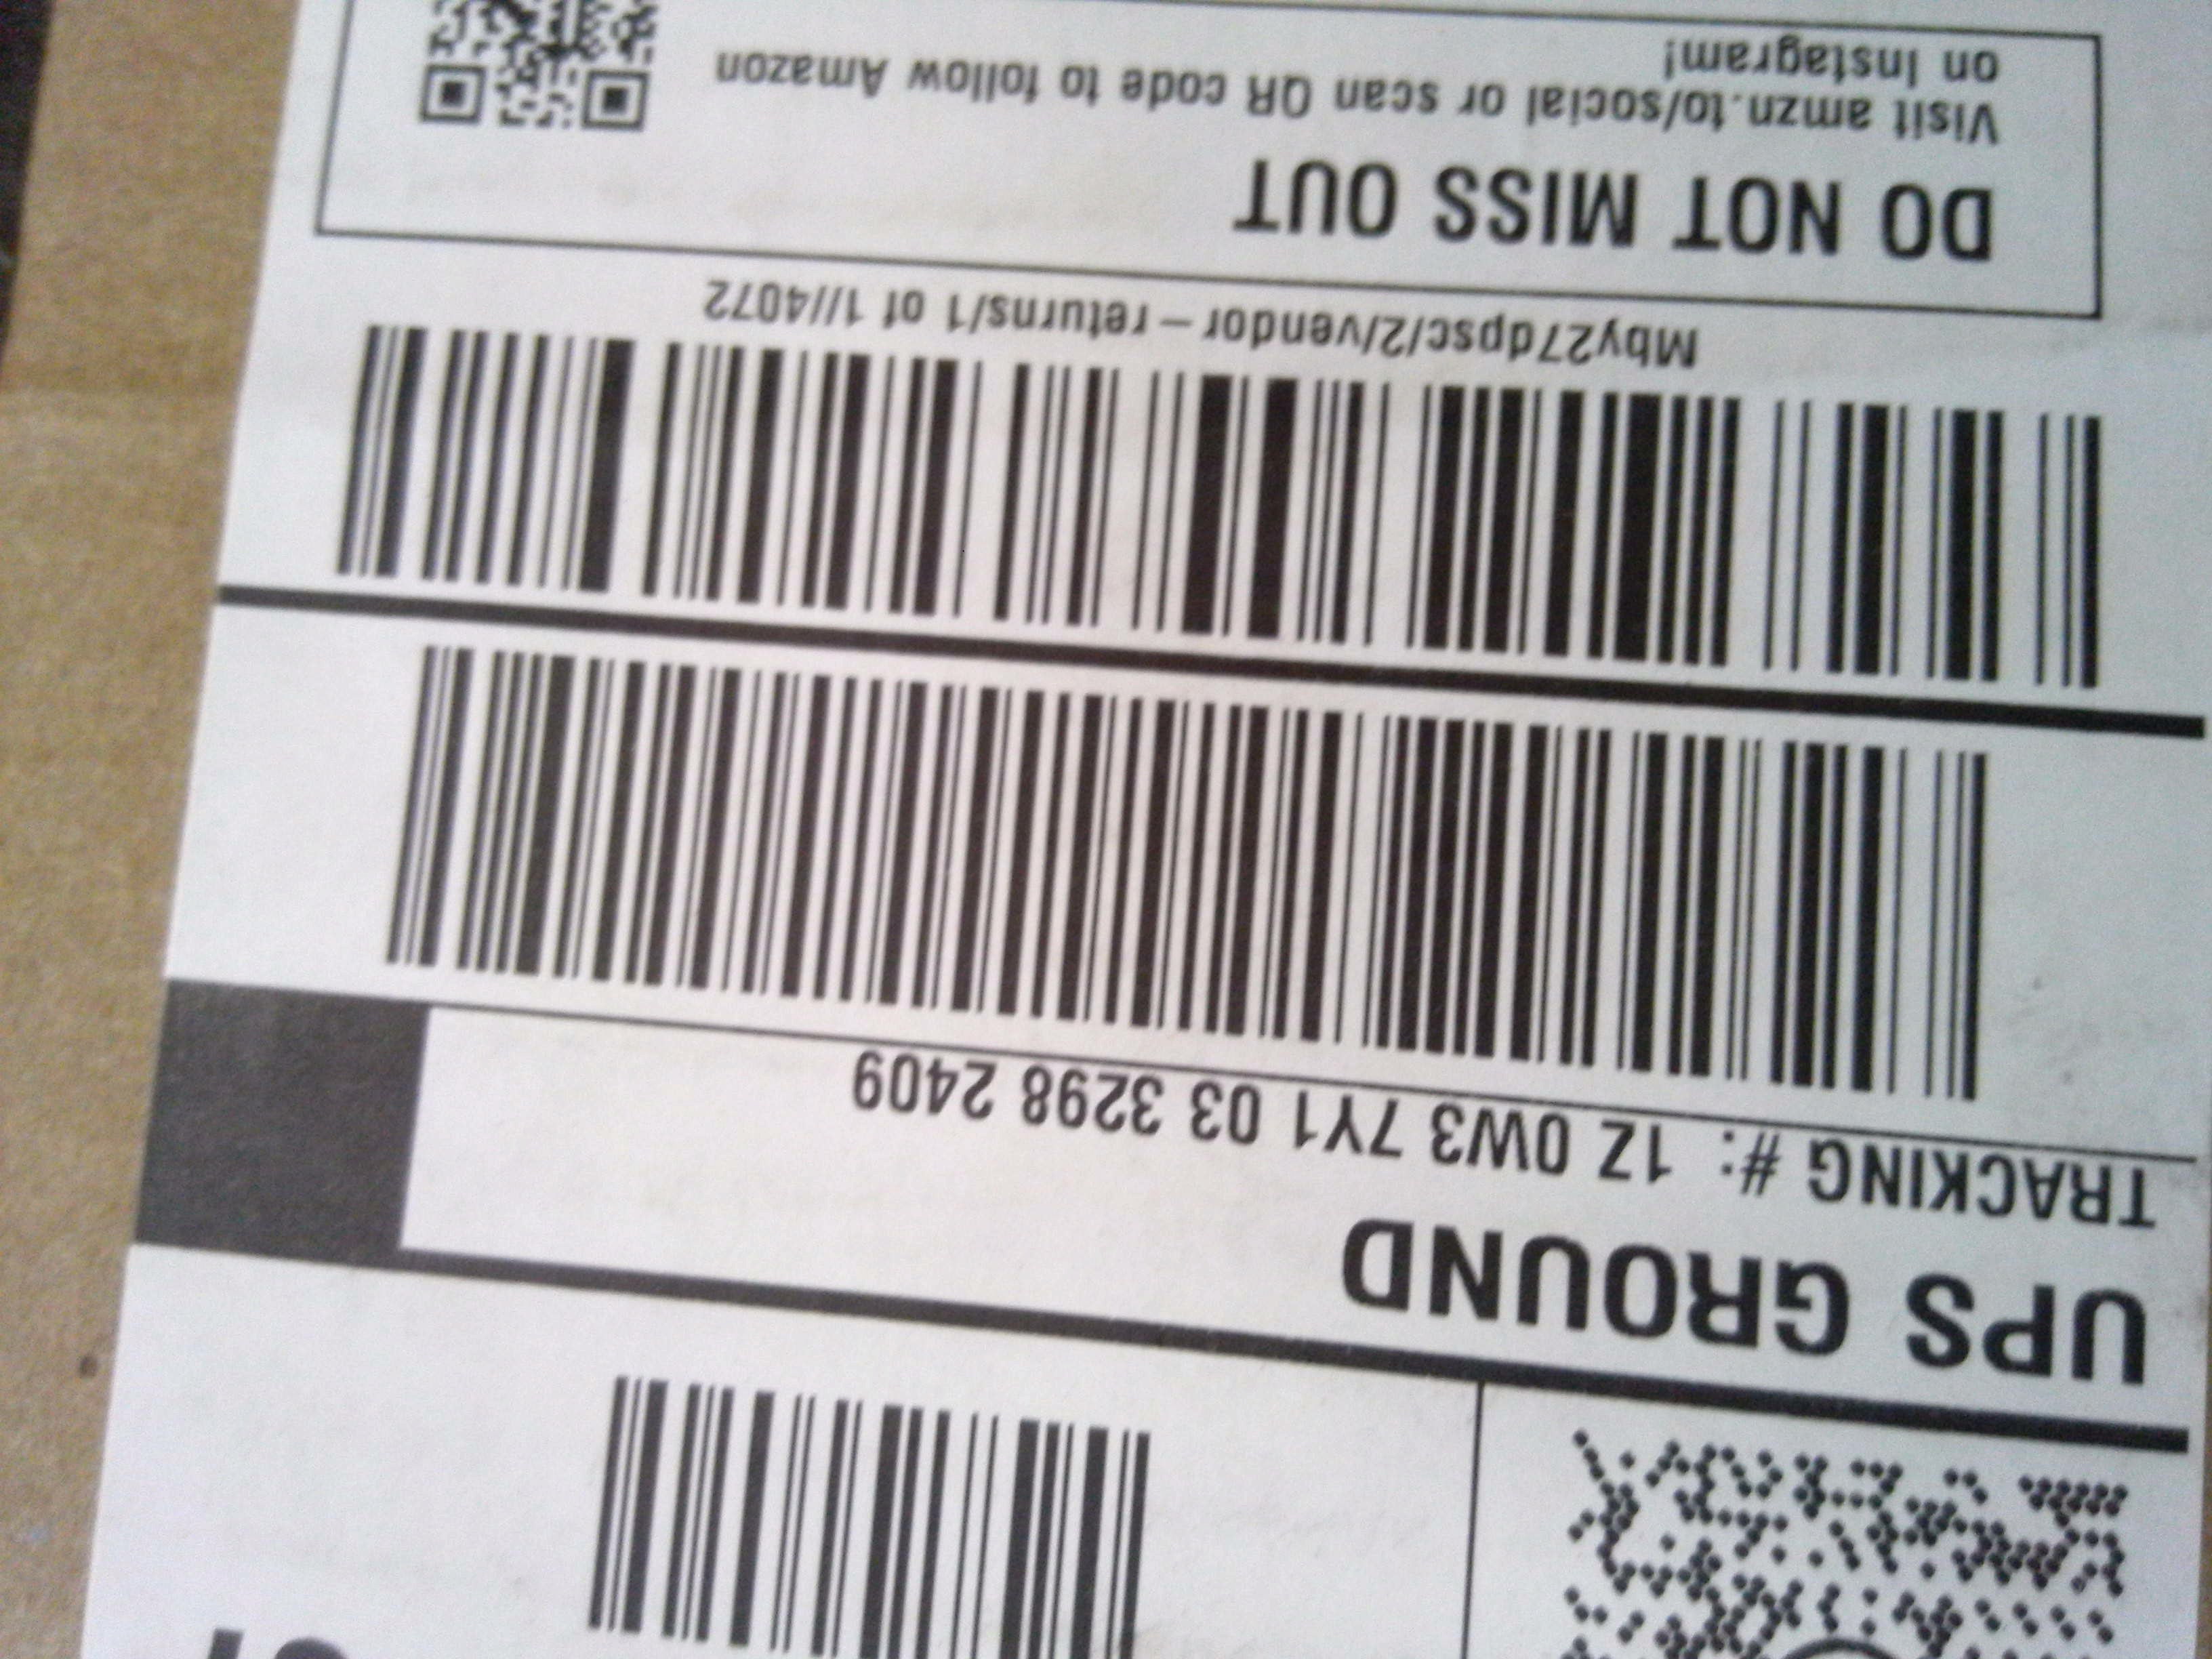 UPS GROUND
TRACKING #: 1Z 0W3 7Y1 03 3298 2409
Mby27dpsc/2/vendor – returns/1 of 1//4072
DO NOT MISS OUT
Visit amzn.to/social or scan QR code to follow Amazon
on Instagram!